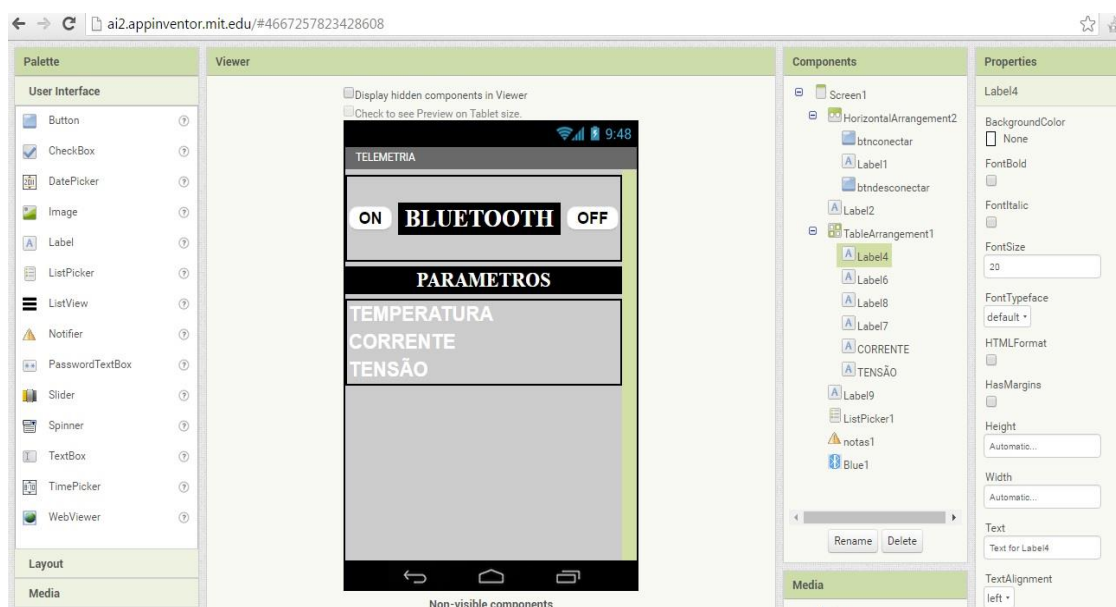 ai2.appinventor.mit.edu/#4667257823428608
Palette
User Interface
Button
CheckBox
DatePicker
Image
Label
ListPicker
ListView
Notifier
PasswordTextBox
Slider
Spinner
TextBox
TimePicker
WebViewer
Layout
Media
Viewer
Display hidden components in Viewer
Check to see Preview on Tablet size.
9:48
TELEMETRIA
ON BLUETOOTH OFF
PARAMETROS
TEMPERATURA
CORRENTE
TENSÃO
Non-visible components
Components
Screen1
HorizontalArrangement2
btnconectar
Label1
btndesconectar
Label2
TableArrangement1
Label4
Label6
Label8
Label7
CORRENTE
TENSÃO
Label9
ListPicker1
notas1
Blue1
Rename Delete
Media
Properties
Label4
BackgroundColor
None
FontBold
FontItalic
FontSize
20
FontTypeface
default
HTMLFormat
HasMargins
Height
Automatic...
Width
Automatic...
Text
Text for Label4
TextAlignment
left